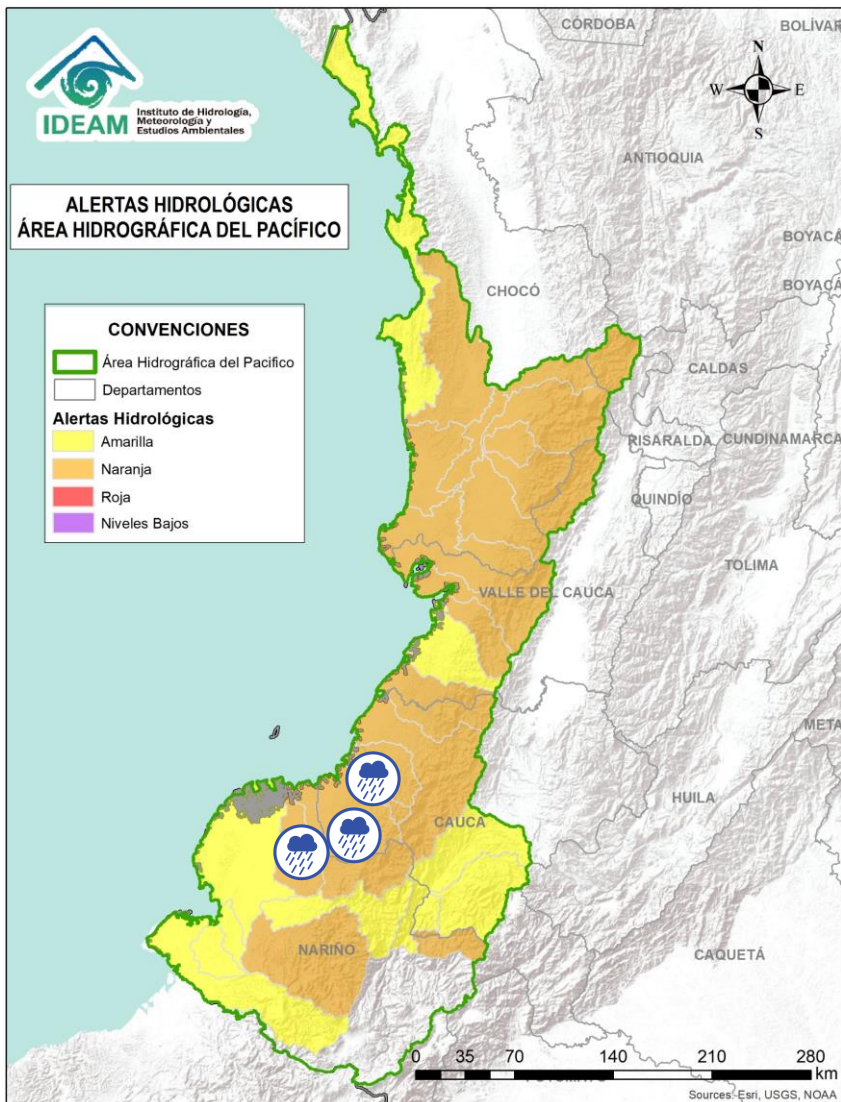 CÓRDOBA
BOLÍVAR
N
W E
S
IDEAM
Instituto de Hidrología,
Meteorología y
Estudios Ambientales
ANTIOQUIA
ALERTAS HIDROLÓGICAS
ÁREA HIDROGRÁFICA DEL PACÍFICO
BOYACÁ
BOYACÁ
CHOCÓ
CONVENCIONES
Área Hidrográfica del Pacifico
Departamentos
Alertas Hidrológicas
Amarilla
Naranja
Roja
Niveles Bajos
CALDAS
RISARALDA
CUNDINAMARCA
QUINDÍO
TOLIMA
VALLE DEL CAUCA
META
HUILA
CAUCA
NARIÑO
CAQUETÁ
0 35 70 140 210 280
km
Sources: Esri, USGS, NOAA